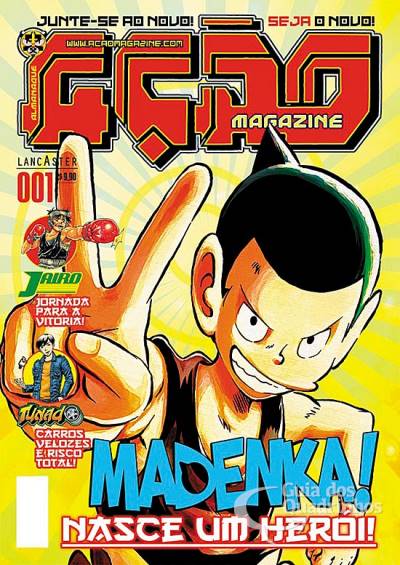 JUNTE-SE AO NOVO! SEJA O NOVO!
ALMANAQUE
WWW.ACAOMAGAZINE.COM
AÇÃO
MAGAZINE
LANCASTER
001
9,90
JAIRO
JORNADA
PARA A
VITÓRIA!
TUNADO
CARROS
VELOZES
E RISCO
TOTAL!
MADENKA!
NASCE UM HERÓI!
Guia dos
Quadrinhos